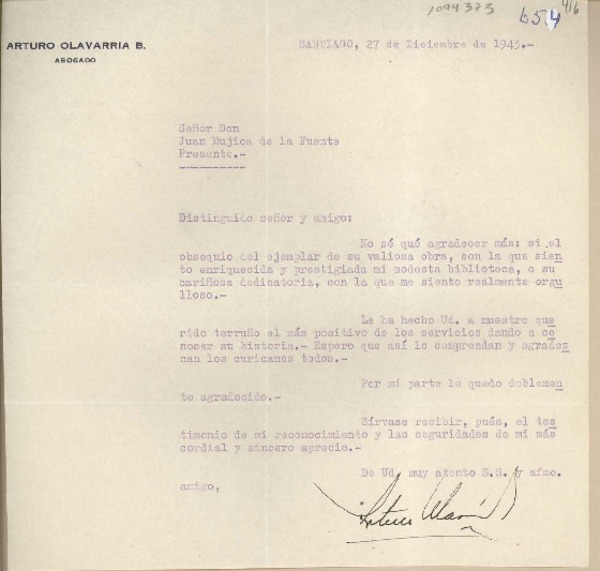 1094373
654
416
ARTURO OLAVARRIA B.
ABOGADO
SANTIAGO, 27 de Diciembre de 1943.-
Señor Don
Juan Mujica de la Fuente
Presente.-
Distinguido señor y amigo:
No sé qué agradecer más: si el
obsequio del ejemplar de su valiosa obra, con la que sien
to enriquecida y prestigiada mi modesta biblioteca, o su
cariñosa dedicatoria, con la que me siento realmente orgu
lloso.-
Le ha hecho Ud. a nuestro que
rido terruño el más positivo de los servicios dando a co
nocer su historia.- Espero que así lo comprendan y agradez
can los curicanos todos.-
Por mi parte le quedo doblemen
te agradecido.-
Sírvase recibir, pués, el tes
timonio de mi reconocimiento y las seguridades de mi más
cordial y sincero aprecio.-
De Ud. muy atento S.S. y afmo.
amigo,